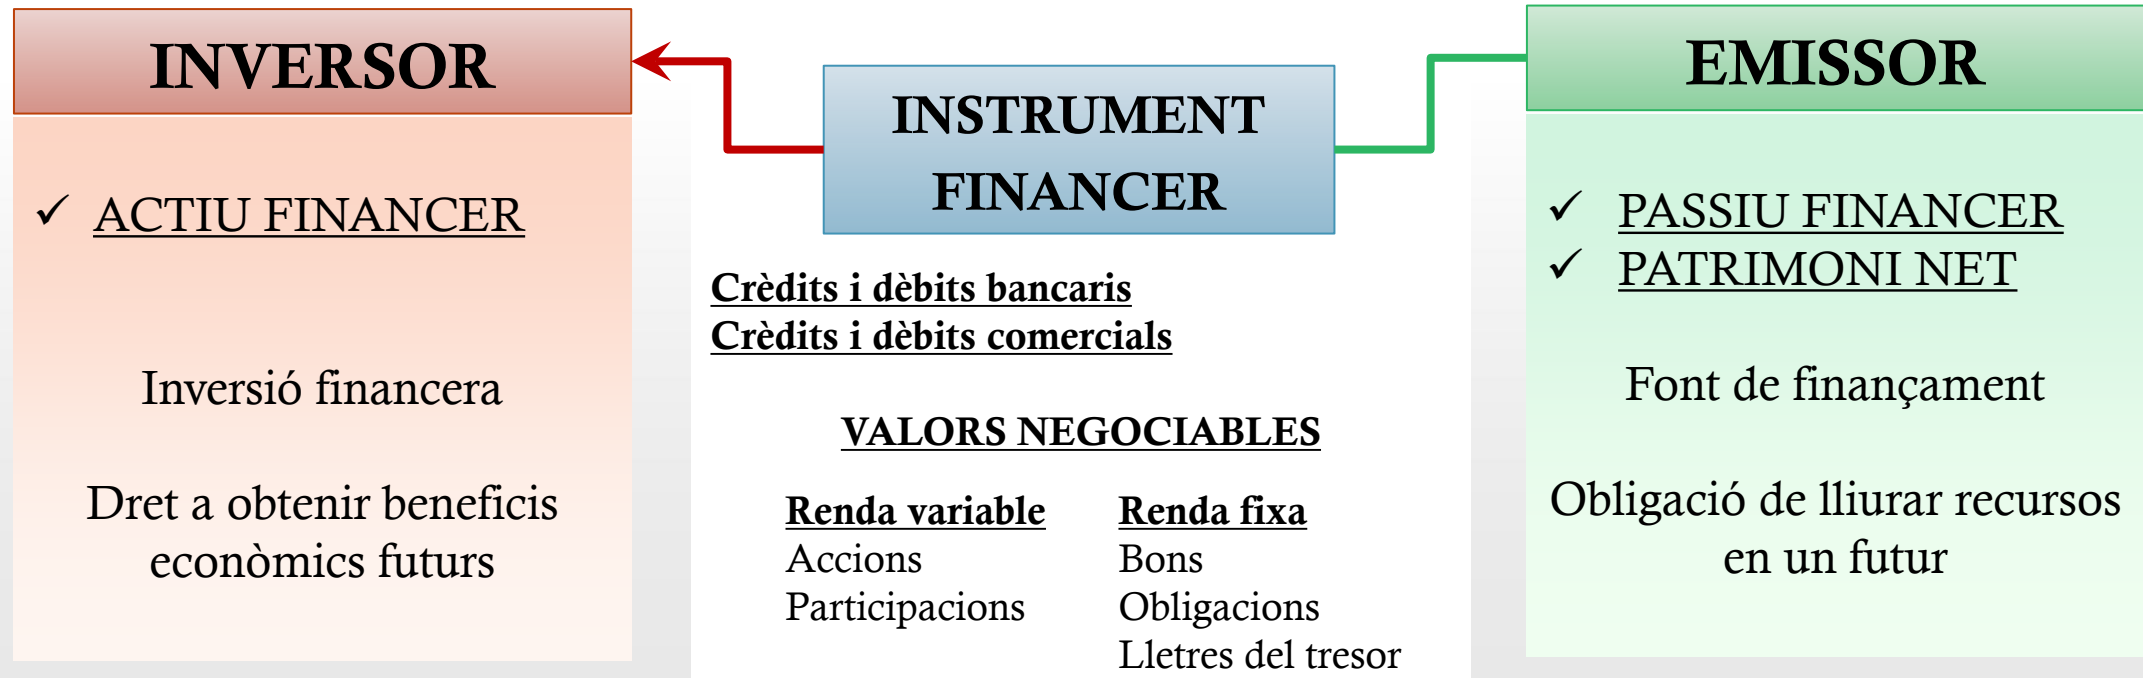 INVERSOR
✓ ACTIU FINANCER
Inversió financera
Dret a obtenir beneficis
econòmics futurs
INSTRUMENT
FINANCER
Crèdits i dèbits bancaris
Crèdits i dèbits comercials
VALORS NEGOCIABLES
Renda variable
Accions
Participacions
Renda fixa
Bons
Obligacions
Lletres del tresor
EMISSOR
✓ PASSIU FINANCER
✓ PATRIMONI NET
Font de finançament
Obligació de lliurar recursos
en un futur